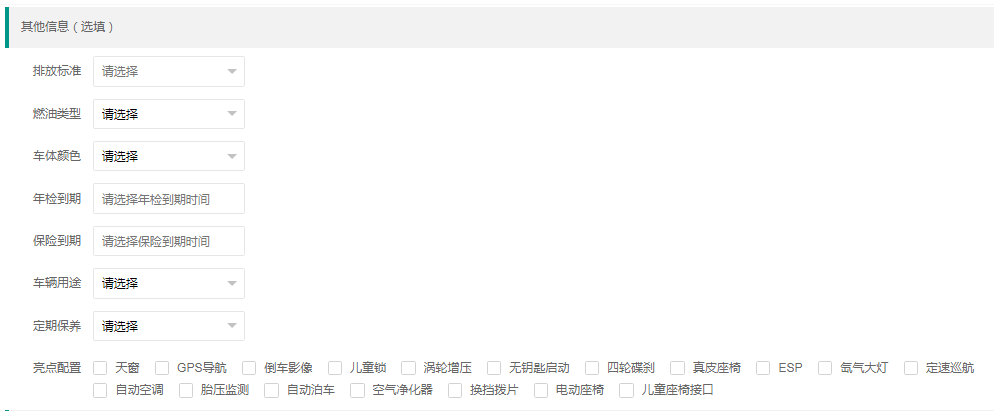 其他信息（选填）
排放标准 请选择
燃油类型 请选择
车体颜色 请选择
年检到期 请选择年检到期时间
保险到期 请选择保险到期时间
车辆用途 请选择
定期保养 请选择
亮点配置 天窗 GPS导航 倒车影像 儿童锁 涡轮增压 无钥匙启动 四轮碟刹 真皮座椅 ESP 氙气大灯 定速巡航
自动空调 胎压监测 自动泊车 空气净化器 换挡拨片 电动座椅 儿童座椅接口